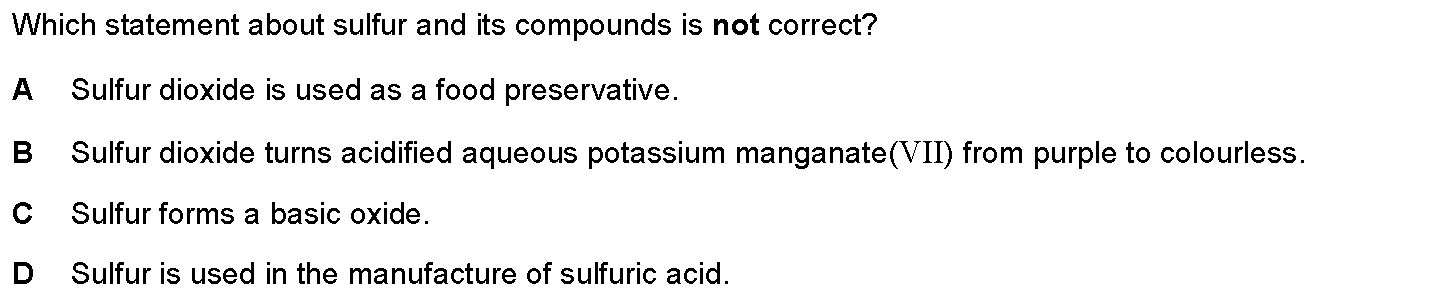 Which statement about sulfur and its compounds is not correct?
A Sulfur dioxide is used as a food preservative.
B Sulfur dioxide turns acidified aqueous potassium manganate(VII) from purple to colourless.
C Sulfur forms a basic oxide.
D Sulfur is used in the manufacture of sulfuric acid.